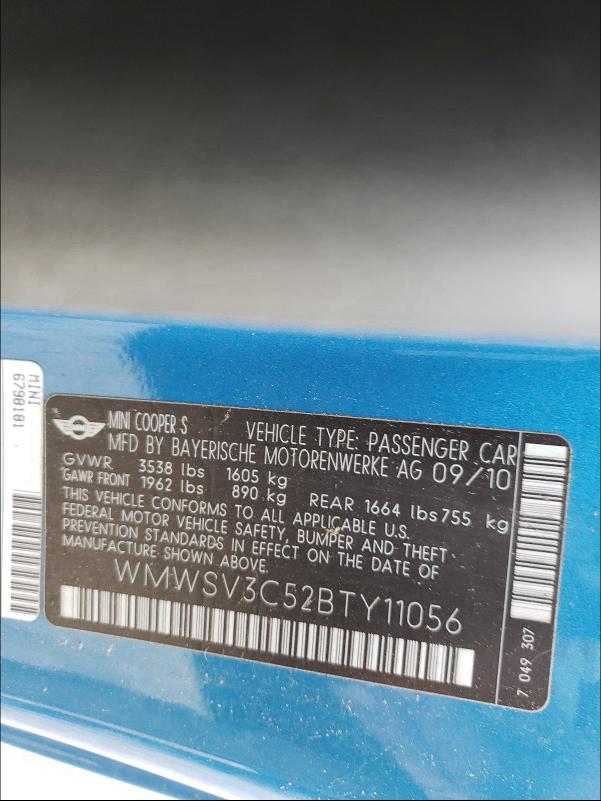 MINI
6798181
MINI COOPER S VEHICLE TYPE: PASSENGER CAR
MFD BY BAYERISCHE MOTORENWERKE AG 09/10
GVWR. 3538 lbs 1605 kg
GAWR FRONT 1962 lbs 890 kg REAR 1664 lbs 755 kg
THIS VEHICLE CONFORMS TO ALL APPLICABLE U.S.
FEDERAL MOTOR VEHICLE SAFETY, BUMPER AND THEFT
PREVENTION STANDARDS IN EFFECT ON THE DATE OF
MANUFACTURE SHOWN ABOVE.
WMWSV3C52BTY11056
7 049 307